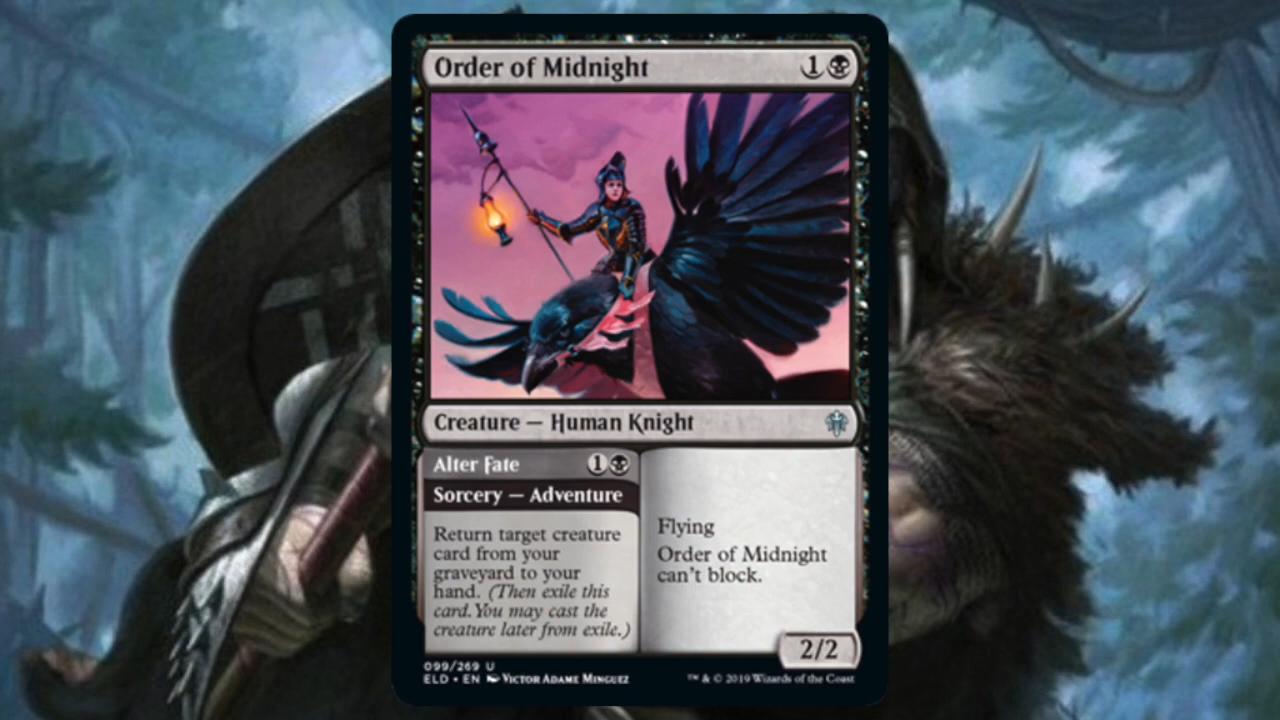 Order of Midnight 1
Creature — Human Knight
Alter Fate 1
Sorcery — Adventure
Return target creature
card from your
graveyard to your
hand. (Then exile this
card. You may cast the
creature later from exile.)
Flying
Order of Midnight
can't block.
2/2
099/269 U
ELD • EN Victor Adame Minguez
™ & © 2019 Wizards of the Coast